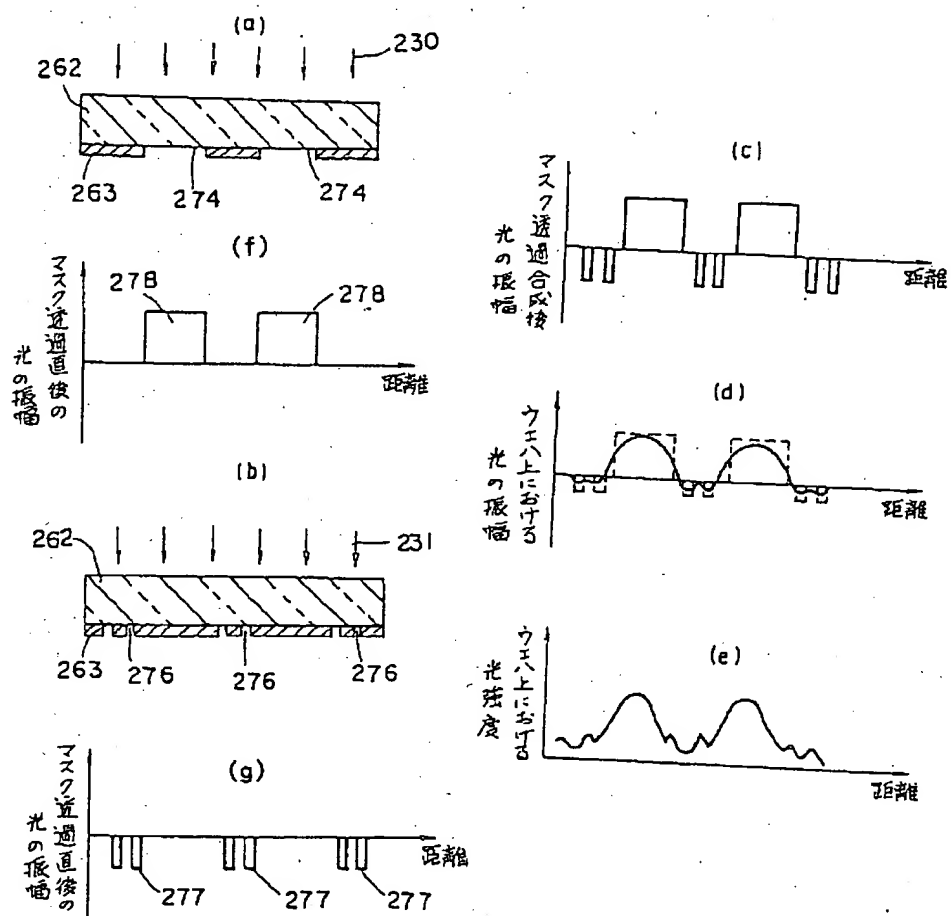 (a)
230
262
263
274
274
(f)
マスク透過直後の
光の振幅
278
278
距離
(b)
231
262
263
276
276
276
(g)
マスク透過直後の
光の振幅
距離
277
277
277
(c)
マスク透過合成後
光の振幅
距離
(d)
ウエハ上における
光の振幅
距離
(e)
ウエハ上における
光強度
距離